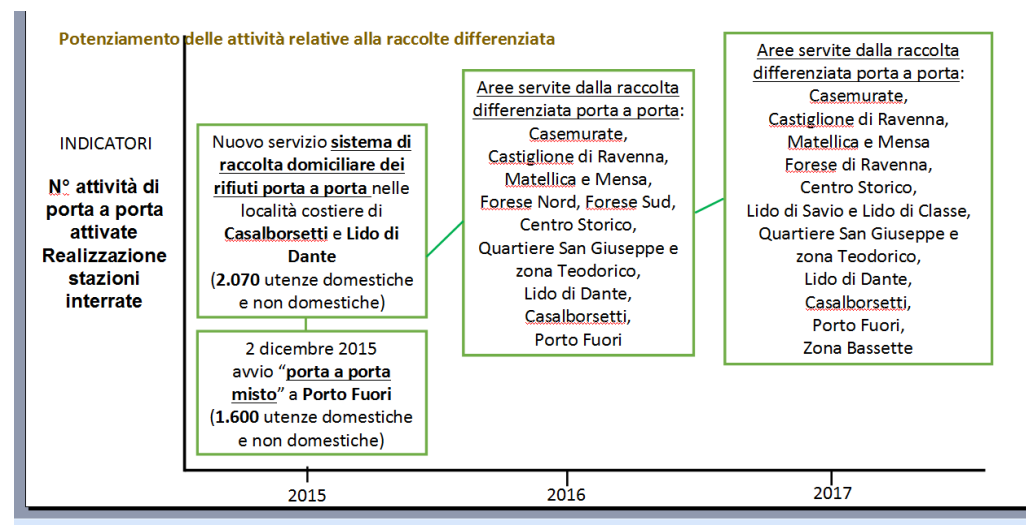 Potenziamento delle attività relative alla raccolte differenziata
INDICATORI
N° attività di
porta a porta
attivate
Realizzazione
stazioni
interrate
Nuovo servizio sistema di
raccolta domiciliare dei
rifiuti porta a porta nelle
località costiere di
Casalborsetti e Lido di
Dante
(2.070 utenze domestiche
e non domestiche)
2 dicembre 2015
avvio “porta a porta
misto” a Porto Fuori
(1.600 utenze domestiche
e non domestiche)
Aree servite dalla raccolta
differenziata porta a porta:
Casemurate,
Castiglione di Ravenna,
Matellica e Mensa,
Forese Nord, Forese Sud,
Centro Storico,
Quartiere San Giuseppe e
zona Teodorico,
Lido di Dante,
Casalborsetti,
Porto Fuori
Aree servite dalla raccolta
differenziata porta a porta:
Casemurate,
Castiglione di Ravenna,
Matellica e Mensa
Forese di Ravenna,
Centro Storico,
Lido di Savio e Lido di Classe,
Quartiere San Giuseppe e
zona Teodorico,
Lido di Dante,
Casalborsetti,
Porto Fuori,
Zona Bassette
2015
2016
2017